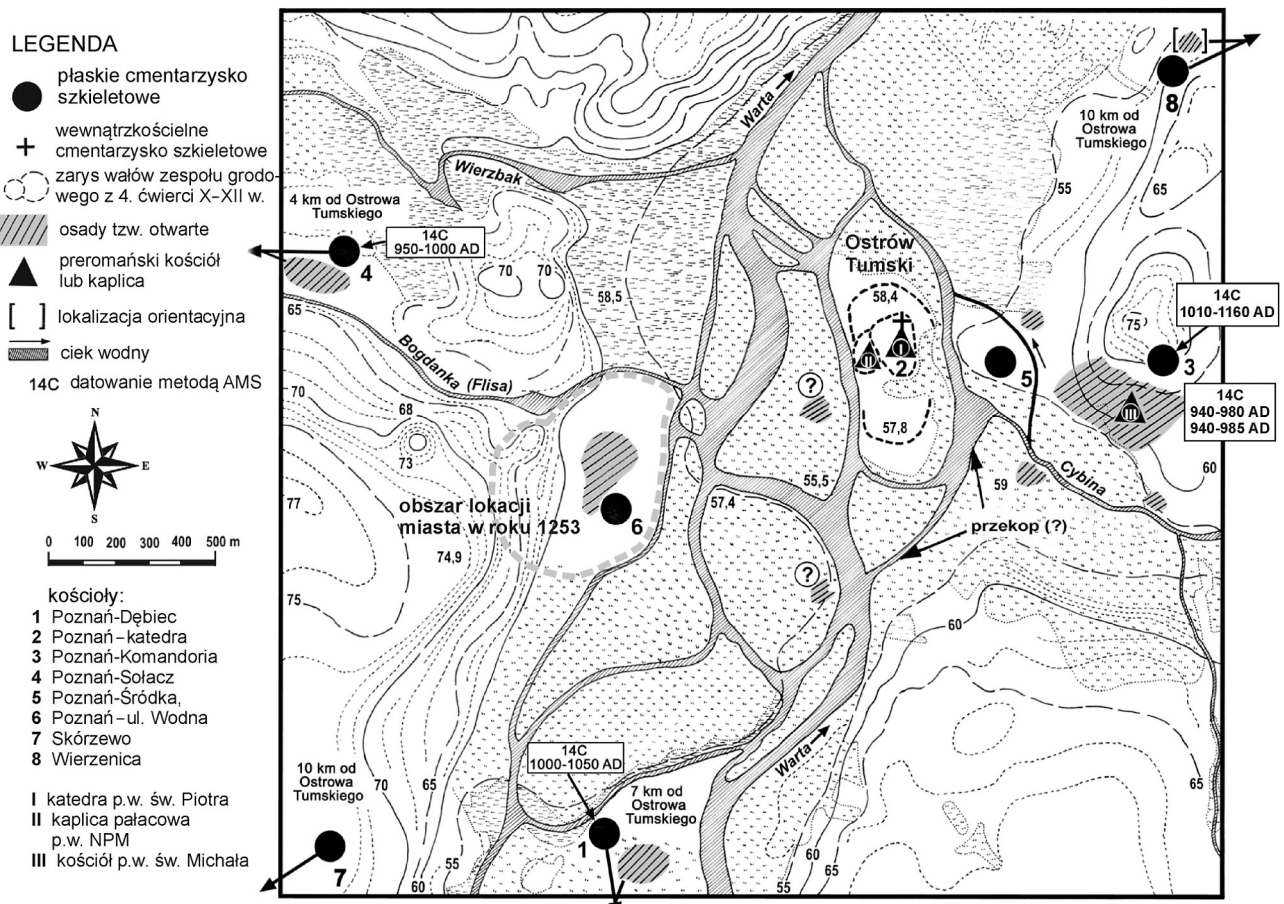 LEGENDA
płaskie cmentarzysko
szkieletowe
wewnątrzkościelne
cmentarzysko szkieletowe
zarys wałów zespołu grodo-
wego z 4. ćwierci X–XII w.
osady tzw. otwarte
preromański kościół
lub kaplica
[ ] lokalizacja orientacyjna
ciek wodny
14C datowanie metodą AMS
N
W E
S
0 100 200 300 400 500 m
kościoły:
1 Poznań-Dębiec
2 Poznań–katedra
3 Poznań-Komandoria
4 Poznań-Sołacz
5 Poznań-Śródka,
6 Poznań–ul. Wodna
7 Skórzewo
8 Wierzenica
I katedra p.w. św. Piotra
II kaplica pałacowa
p.w. NPM
III kościół p.w. św. Michała
[ ]
8
10 km od
Ostrowa
Tumskiego
Warta
Wierzbak
55
65
4 km od Ostrowa
Tumskiego
14C
950-1000 AD
4
70 70
58,5
65
Ostrów
Tumski
58,4
I
II
2
57,8
5
75
14C
1010-1160 AD
3
III
14C
940-980 AD
940-985 AD
Bogdanka (Flisa)
70
68
73
77
74,9
75
?
55,5
57,4
59
60
Cybina
obszar lokacji
miasta w roku 1253
6
przekop (?)
?
60
65
10 km od
Ostrowa
Tumskiego
7
70
65
55
60
14C
1000-1050 AD
7 km od
Ostrowa
Tumskiego
1
Warta
60
65
55